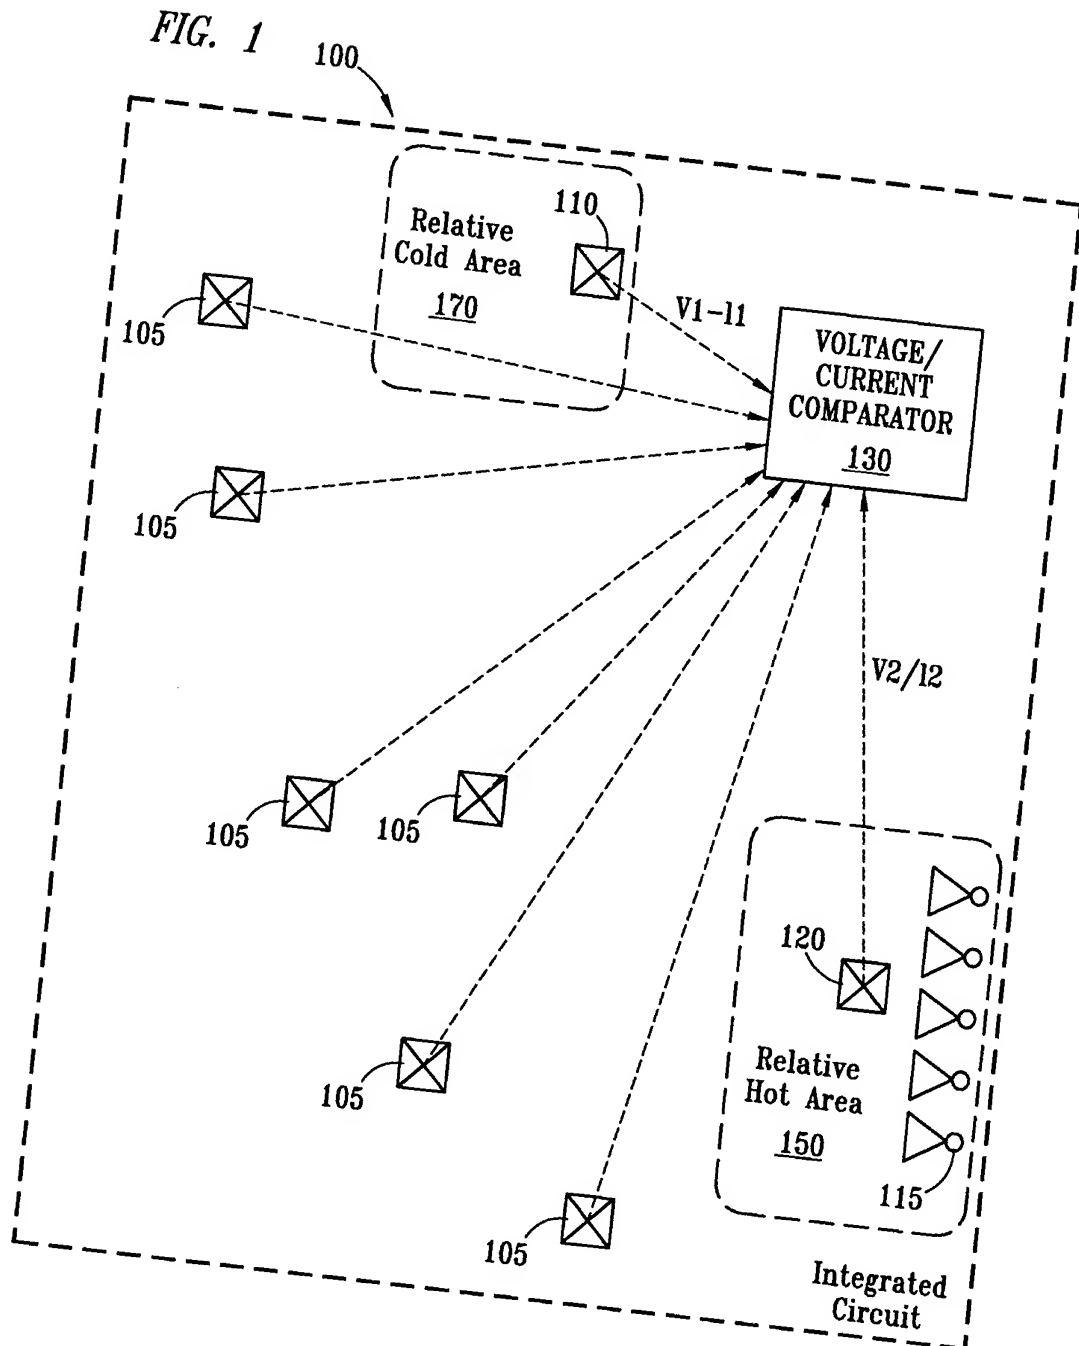 FIG. 1
100
110
Relative
Cold Area
170
105
V1-I1
VOLTAGE/
CURRENT
COMPARATOR
130
105
V2/I2
105
105
120
Relative
Hot Area
150
105
115
105
Integrated
Circuit